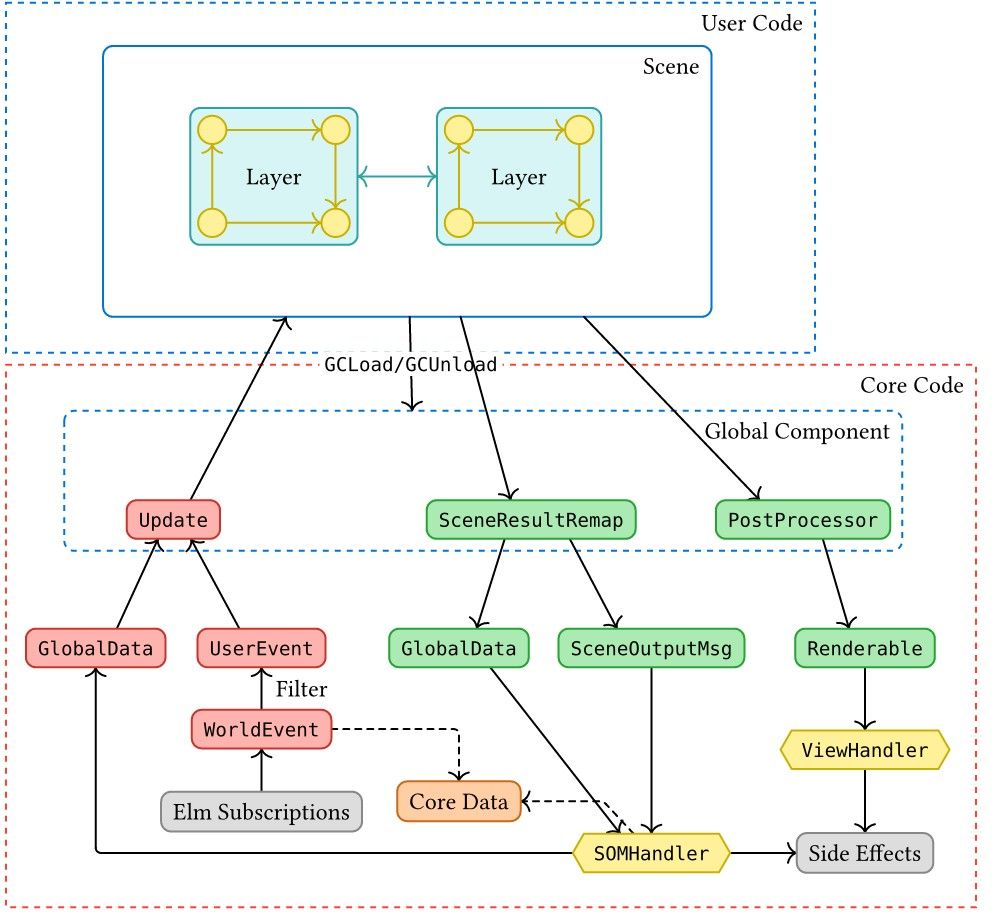 User Code
Scene
Layer
Layer
GCLoad/GCUnload
Core Code
Global Component
Update
SceneResultRemap
PostProcessor
GlobalData
UserEvent
GlobalData
SceneOutputMsg
Renderable
Filter
WorldEvent
ViewHandler
Elm Subscriptions
Core Data
SOMHandler
Side Effects